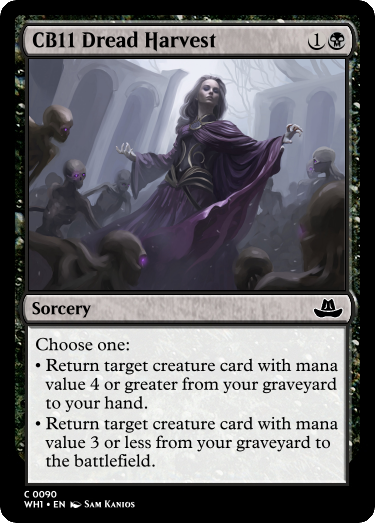 CB11 Dread Harvest 1
Sorcery
Choose one:
• Return target creature card with mana
value 4 or greater from your graveyard
to your hand.
• Return target creature card with mana
value 3 or less from your graveyard to
the battlefield.
C 0090
WH1 • EN Sam Kanios